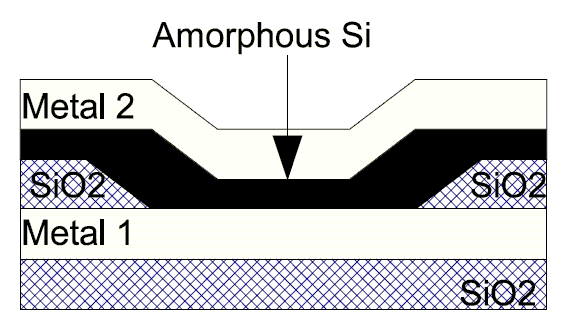 Amorphous Si
Metal 2
SiO2
SiO2
Metal 1
SiO2